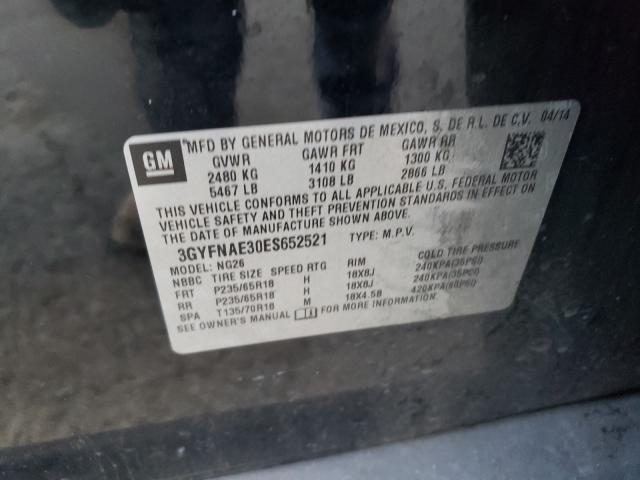 GM
MFD BY GENERAL MOTORS DE MEXICO, S. DE R.L. DE C.V. 04/14
GVWR GAWR FRT GAWR RR
2480 KG 1410 KG 1300 KG
5467 LB 3108 LB 2866 LB
THIS VEHICLE CONFORMS TO ALL APPLICABLE U.S. FEDERAL MOTOR
VEHICLE SAFETY AND THEFT PREVENTION STANDARDS IN EFFECT ON
THE DATE OF MANUFACTURE SHOWN ABOVE.
3GYFNAE30ES652521 TYPE: M.P.V.
MODEL: NG26
NBBC TIRE SIZE SPEED RTG RIM COLD TIRE PRESSURE
FRT P235/65R18 H 18X8J 240KPA(35PSI)
RR P235/65R18 H 18X8J 240KPA(35PSI)
SPA T135/70R18 M 18X4.5B 420KPA(60PSI)
SEE OWNER'S MANUAL FOR MORE INFORMATION.